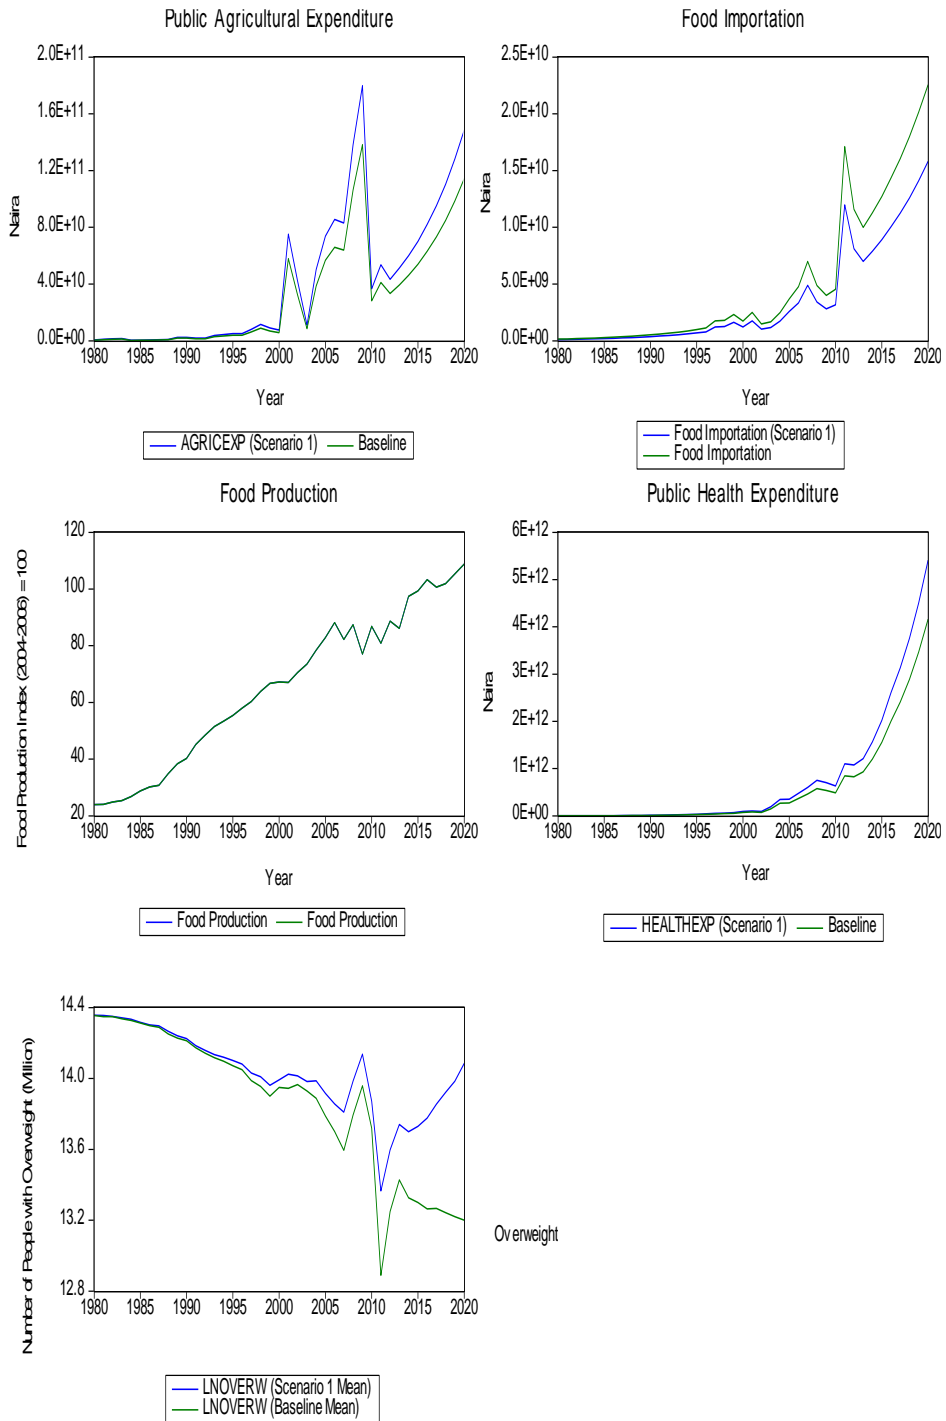 Public Agricultural Expenditure
2.0E+11
1.6E+11
1.2E+11
8.0E+10
4.0E+10
0.0E+00
Naira
1980 1985 1990 1995 2000 2005 2010 2015 2020
Year
AGRICEXP (Scenario 1) Baseline
Food Importation
2.5E+10
2.0E+10
1.5E+10
1.0E+10
5.0E+09
0.0E+00
Naira
1980 1985 1990 1995 2000 2005 2010 2015 2020
Year
Food Importation (Scenario 1)
Food Importation
Food Production
120
100
80
60
40
20
Food Production Index (2004-2006) = 100
1980 1985 1990 1995 2000 2005 2010 2015 2020
Year
Food Production Food Production
Public Health Expenditure
6E+12
5E+12
4E+12
3E+12
2E+12
1E+12
0E+00
Naira
1980 1985 1990 1995 2000 2005 2010 2015 2020
Year
HEALTHEXP (Scenario 1) Baseline
14.4
14.0
13.6
13.2
12.8
Number of People with Overweight (Million)
1980 1985 1990 1995 2000 2005 2010 2015 2020
Overweight
LNOVERW (Scenario 1 Mean)
LNOVERW (Baseline Mean)